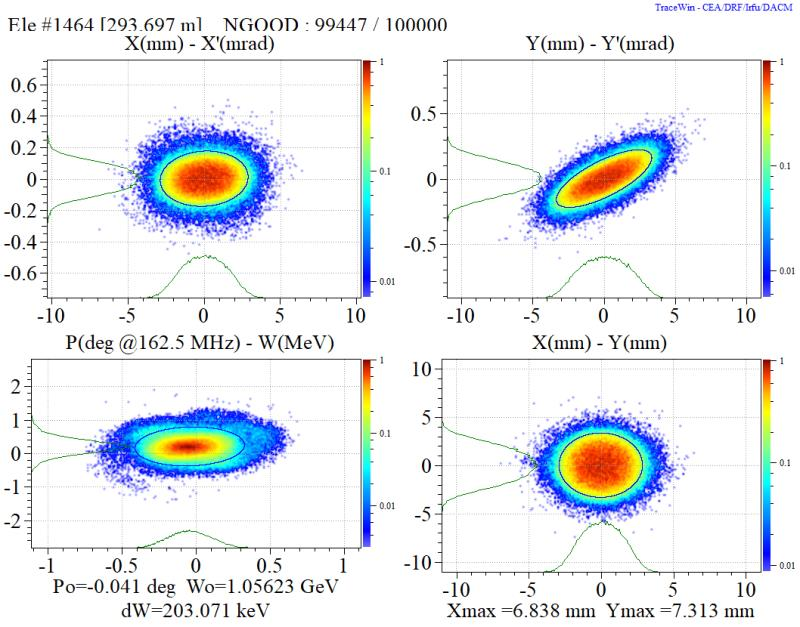 TraceWin - CEA/DRF/Irfu/DACM
Ele #1464 [293.697 m] NGOOD : 99447 / 100000
X(mm) - X'(mrad)
Y(mm) - Y'(mrad)
0.6
0.4
0.2
0
-0.2
-0.4
-0.6
-10 -5 0 5 10
1
0.1
0.01
0.5
0
-0.5
-10 -5 0 5 10
1
0.1
0.01
P(deg @162.5 MHz) - W(MeV)
X(mm) - Y(mm)
2
1
0
-1
-2
-1 -0.5 0 0.5 1
1
0.1
0.01
10
5
0
-5
-10
-10 -5 0 5 10
1
0.1
0.01
Po=-0.041 deg Wo=1.05623 GeV
dW=203.071 keV
Xmax =6.838 mm Ymax =7.313 mm